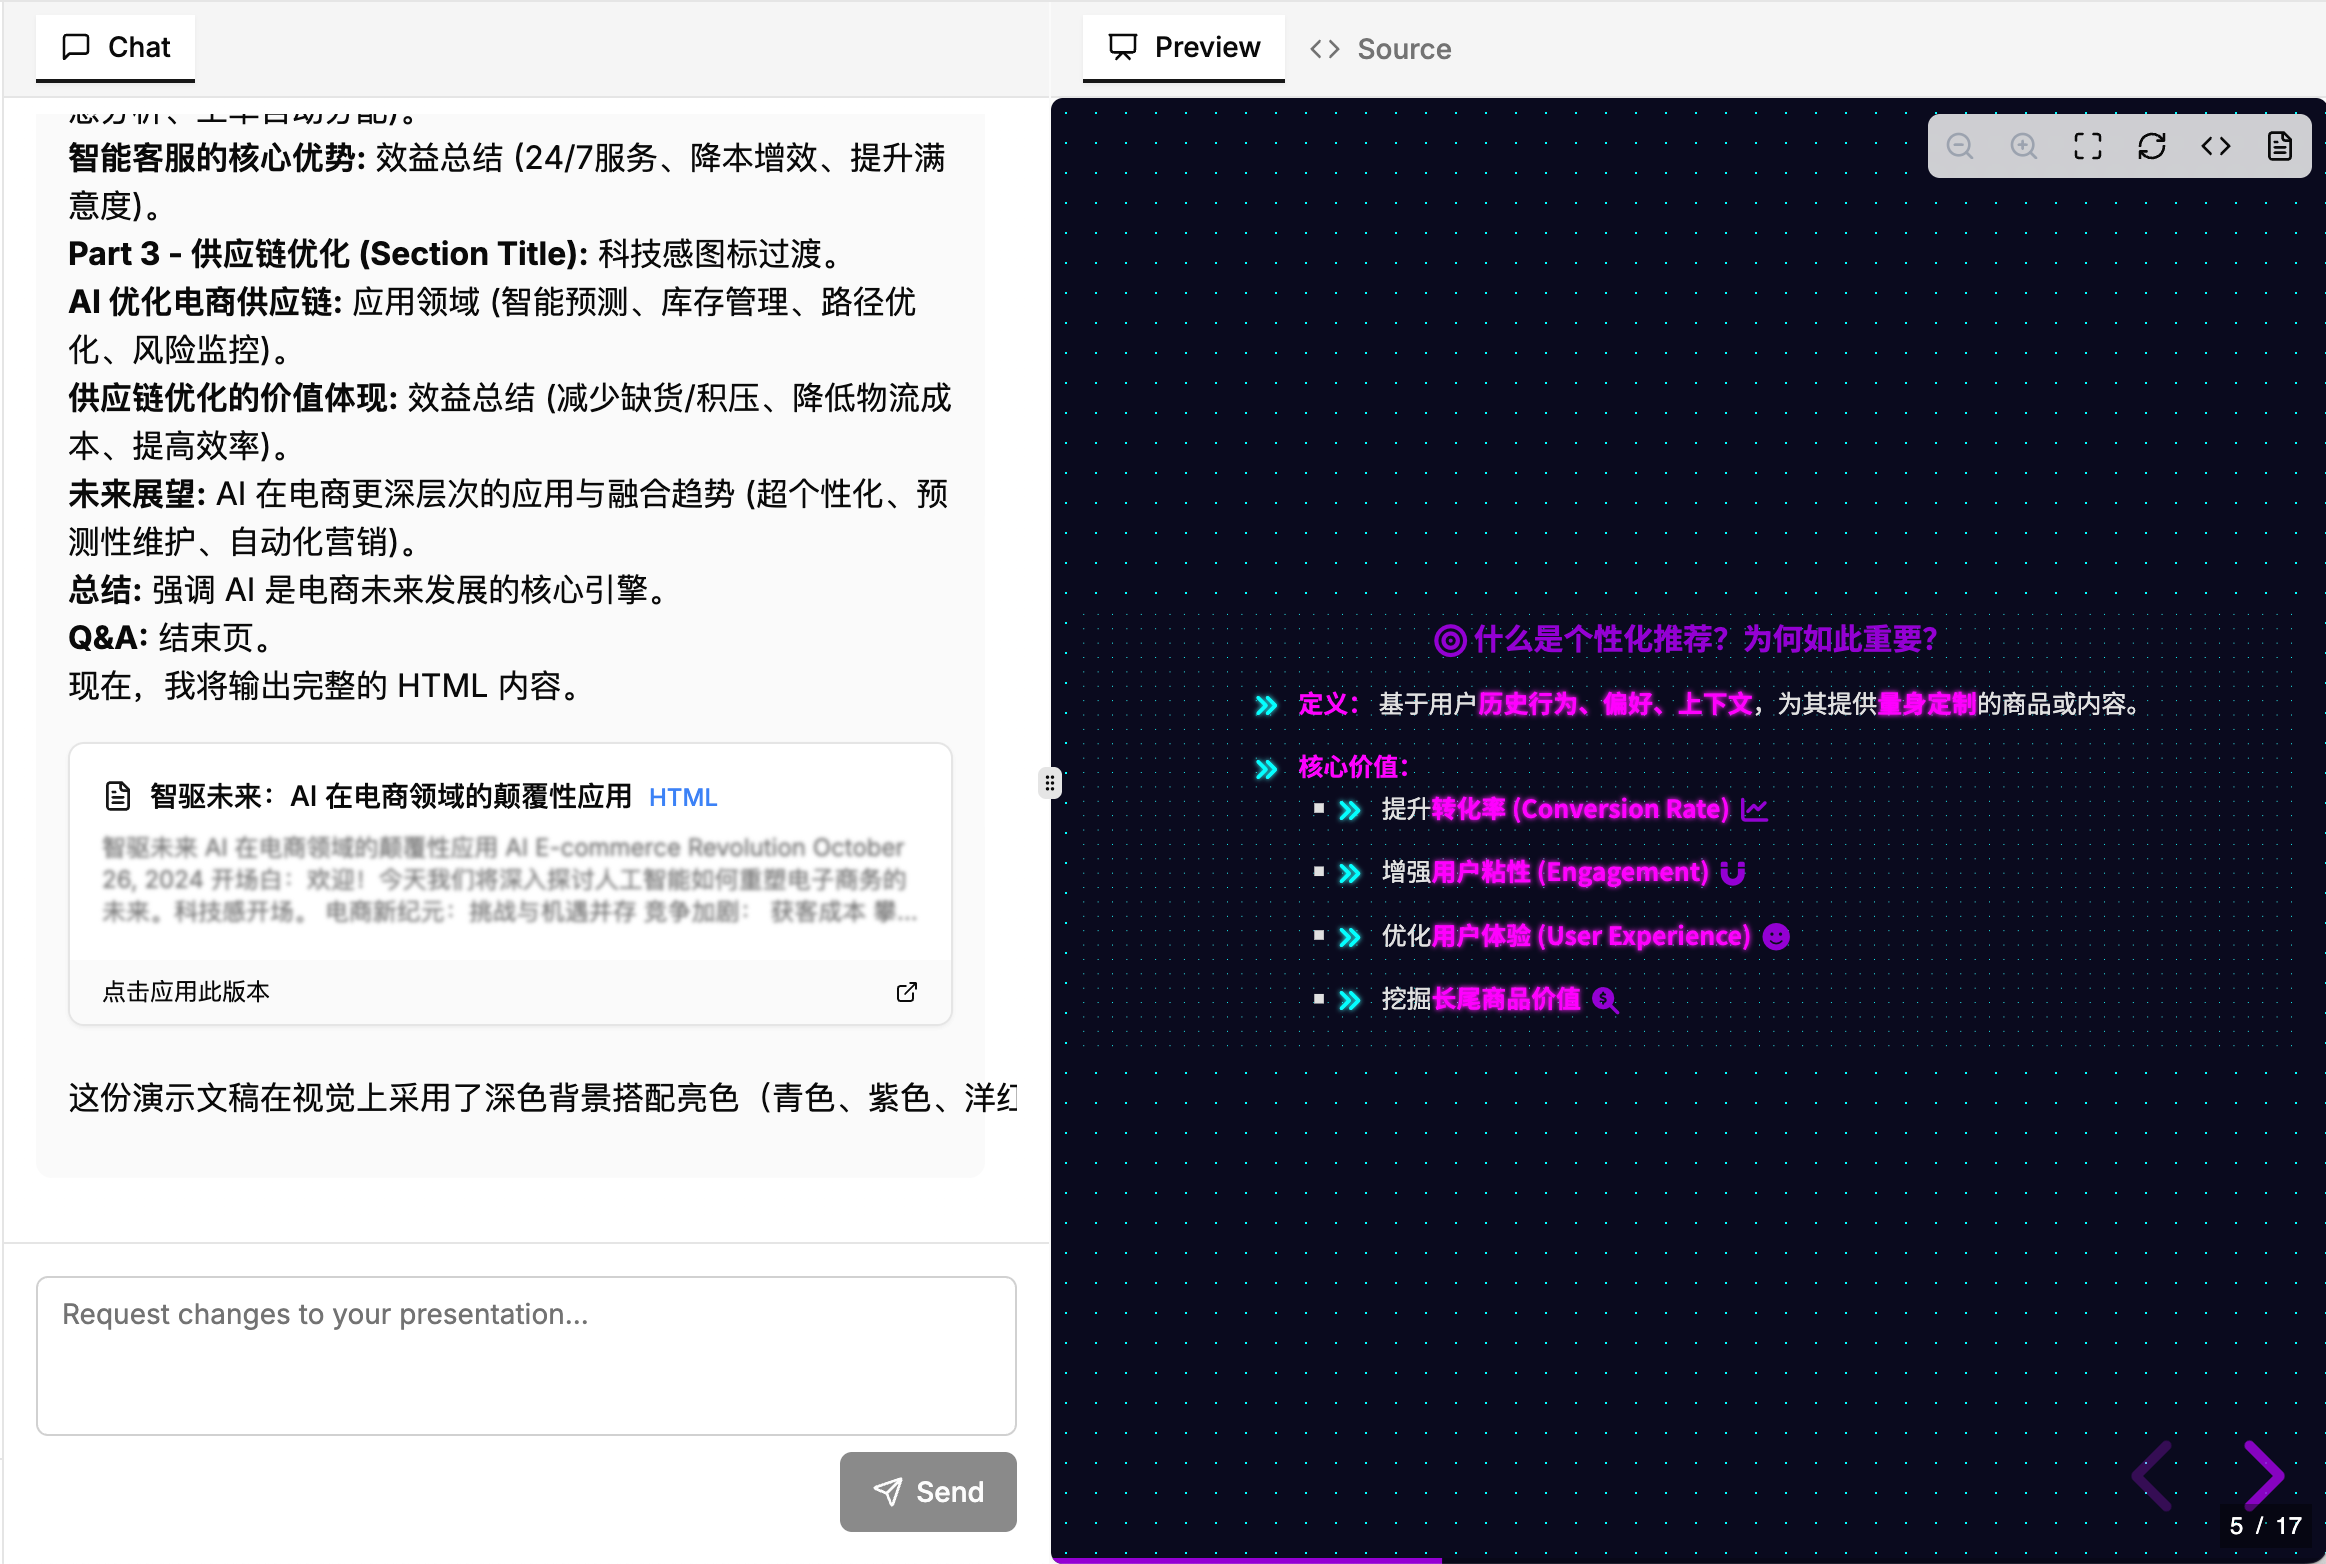 Chat
Preview
Source
智能客服的核心优势: 效益总结 (24/7服务、降本增效、提升满
意度)。
Part 3 - 供应链优化 (Section Title): 科技感图标过渡。
AI 优化电商供应链: 应用领域 (智能预测、库存管理、路径优
化、风险监控)。
供应链优化的价值体现: 效益总结 (减少缺货/积压、降低物流成
本、提高效率)。
未来展望: AI 在电商更深层次的应用与融合趋势 (超个性化、预
测性维护、自动化营销)。
总结: 强调 AI 是电商未来发展的核心引擎。
Q&A: 结束页。
现在，我将输出完整的 HTML 内容。
智驱未来：AI 在电商领域的颠覆性应用 HTML
智驱未来 AI 在电商领域的颠覆性应用 AI E-commerce Revolution October
26, 2024 开场白：欢迎！今天我们将深入探讨人工智能如何重塑电子商务的
未来。科技感开场。 电商新纪元：挑战与机遇并存 竞争加剧： 获客成本 攀...
点击应用此版本
这份演示文稿在视觉上采用了深色背景搭配亮色（青色、紫色、洋红
Request changes to your presentation...
Send
什么是个性化推荐？为何如此重要？
定义： 基于用户历史行为、偏好、上下文，为其提供量身定制的商品或内容。
核心价值：
提升转化率 (Conversion Rate)
增强用户粘性 (Engagement)
优化用户体验 (User Experience)
挖掘长尾商品价值
5 / 17